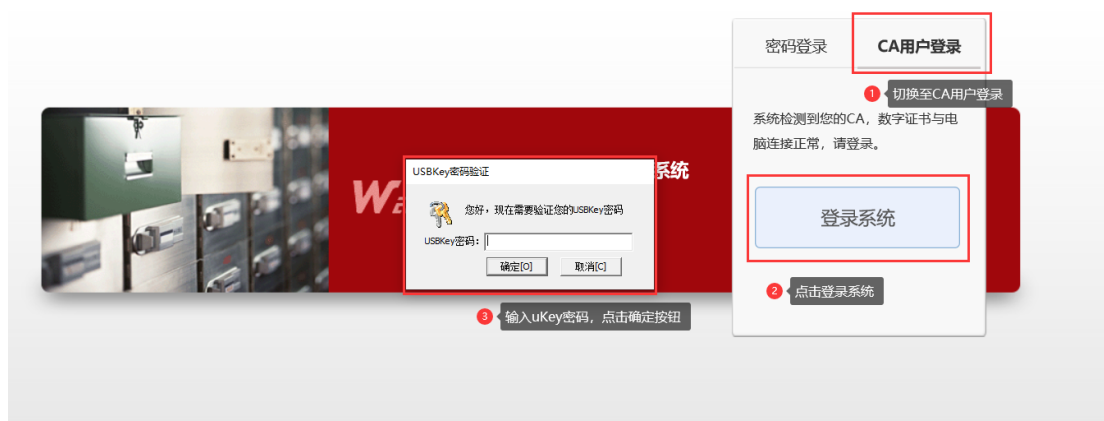 密码登录
CA用户登录
1 切换至CA用户登录
系统检测到您的CA，数字证书与电
脑连接正常，请登录。
系统
USBKey密码验证
您好，现在需要验证您的USBKey密码
USBKey密码：
确定[O] 取消[C]
登录系统
2 点击登录系统
3 输入uKey密码，点击确定按钮